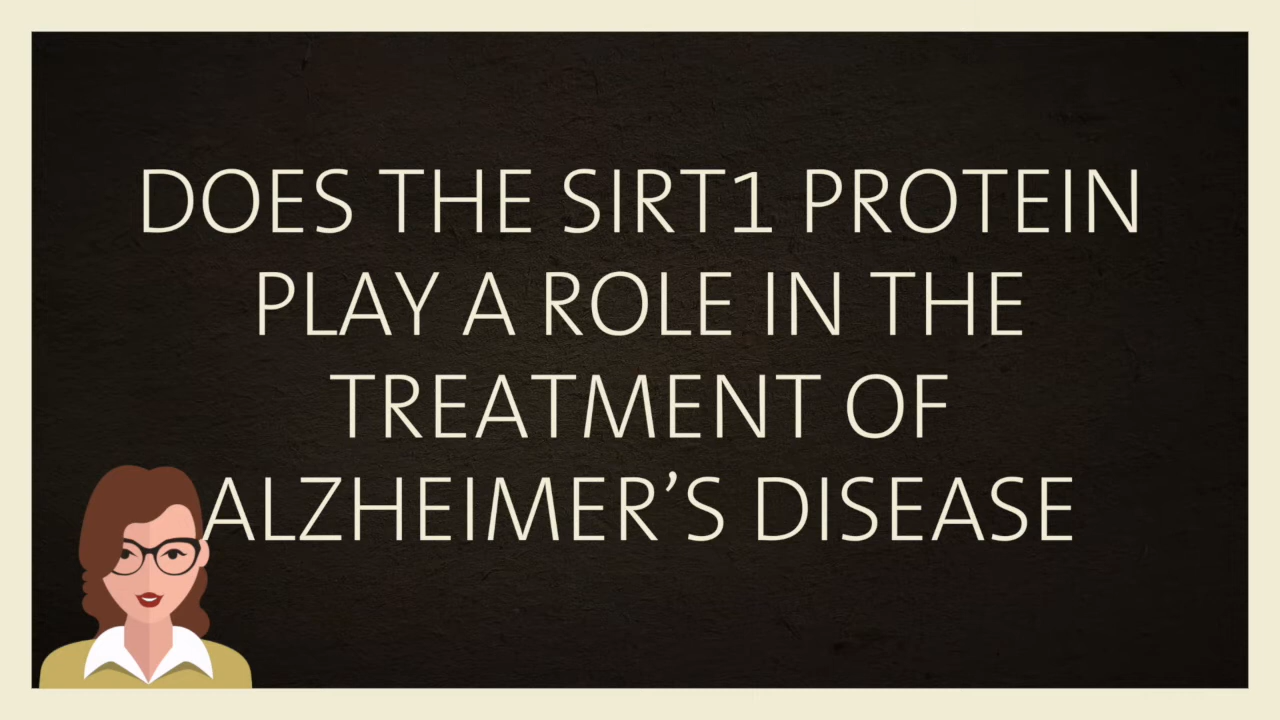 DOES THE SIRT1 PROTEIN
PLAY A ROLE IN THE
TREATMENT OF
ALZHEIMER’S DISEASE